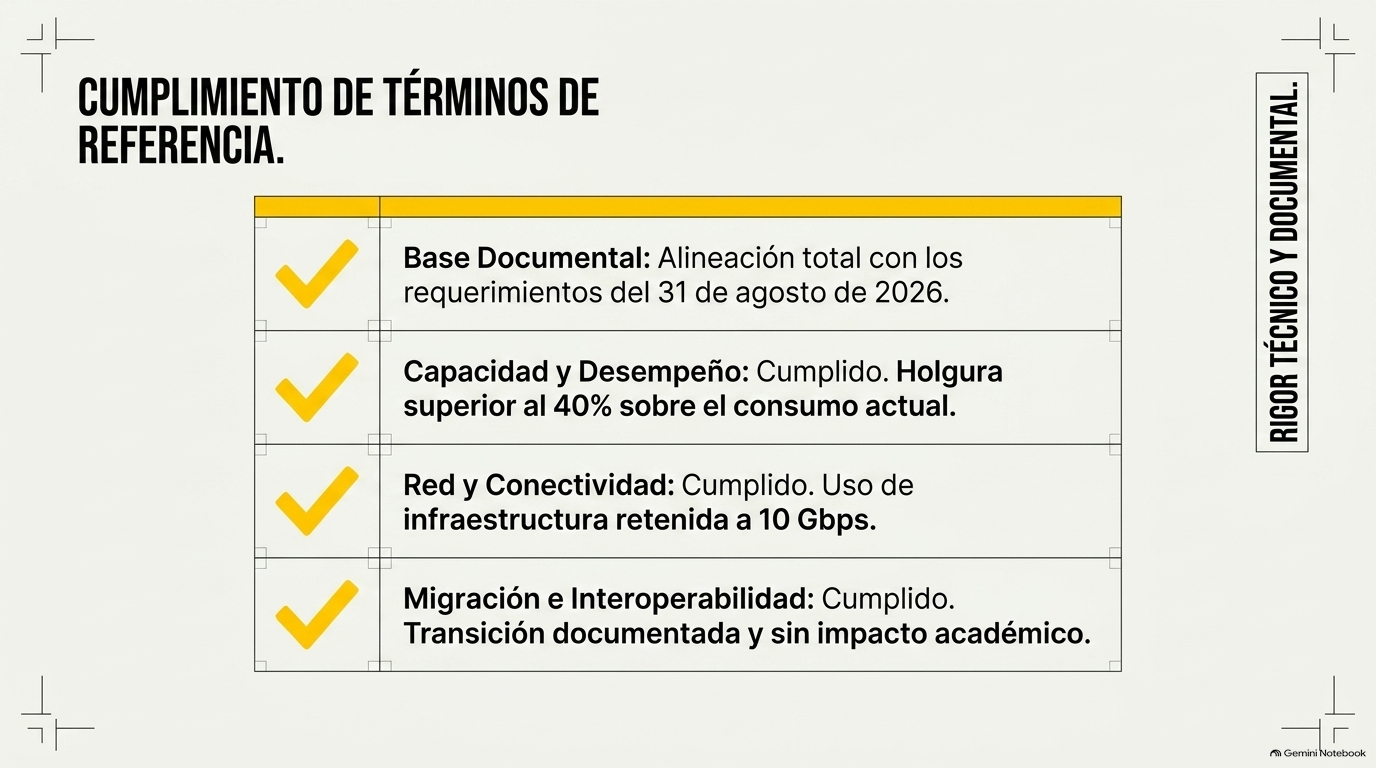 CUMPLIMIENTO DE TÉRMINOS DE
REFERENCIA.
RIGOR TÉCNICO Y DOCUMENTAL.
Base Documental: Alineación total con los
requerimientos del 31 de agosto de 2026.
Capacidad y Desempeño: Cumplido. Holgura
superior al 40% sobre el consumo actual.
Red y Conectividad: Cumplido. Uso de
infraestructura retenida a 10 Gbps.
Migración e Interoperabilidad: Cumplido.
Transición documentada y sin impacto académico.
Gemini Notebook